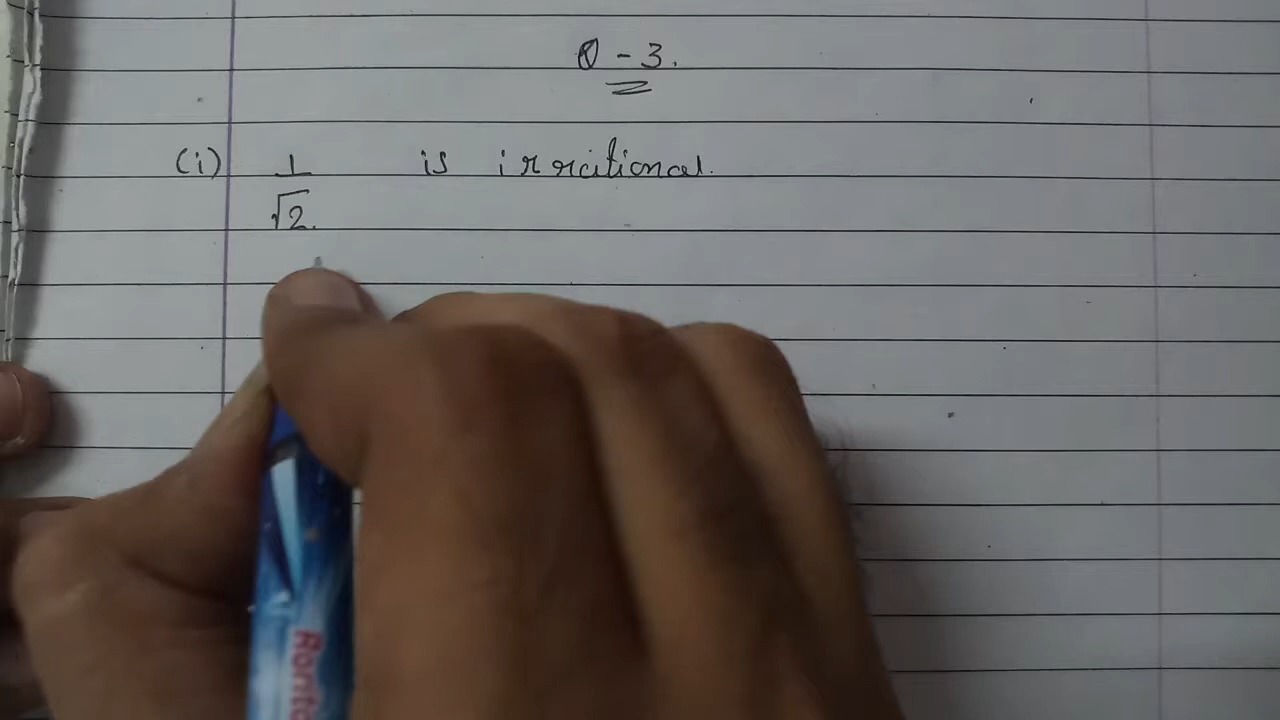 Q - 3.
(i) 1/√2. is irrational.